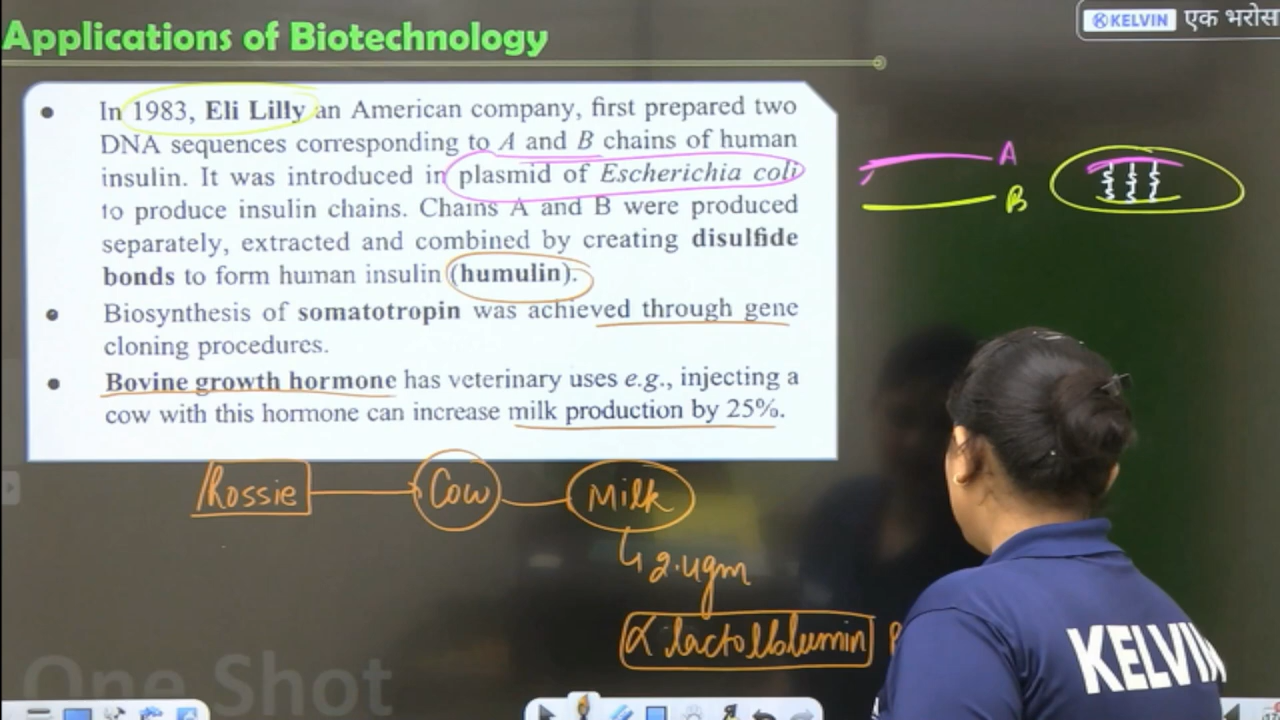 Applications of Biotechnology
KELVIN एक भरोस
• In 1983, Eli Lilly an American company, first prepared two
DNA sequences corresponding to A and B chains of human
insulin. It was introduced in plasmid of Escherichia coli
to produce insulin chains. Chains A and B were produced
separately, extracted and combined by creating disulfide
bonds to form human insulin (humulin).
• Biosynthesis of somatotropin was achieved through gene
cloning procedures.
• Bovine growth hormone has veterinary uses e.g., injecting a
cow with this hormone can increase milk production by 25%.
A
B
Rossie Cow Milk
2.4gm
α lactolblumin
One Shot
KELVIN